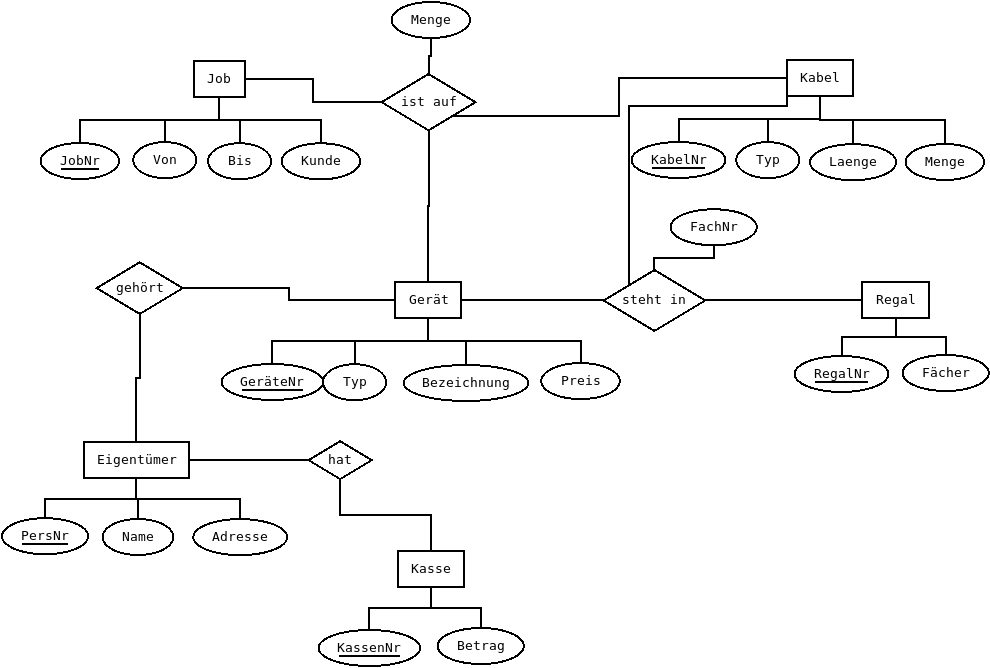 Menge
Job
Kabel
ist auf
JobNr
Von
Bis
Kunde
KabelNr
Typ
Laenge
Menge
FachNr
gehört
Gerät
steht in
Regal
GeräteNr
Typ
Bezeichnung
Preis
RegalNr
Fächer
Eigentümer
hat
PersNr
Name
Adresse
Kasse
KassenNr
Betrag